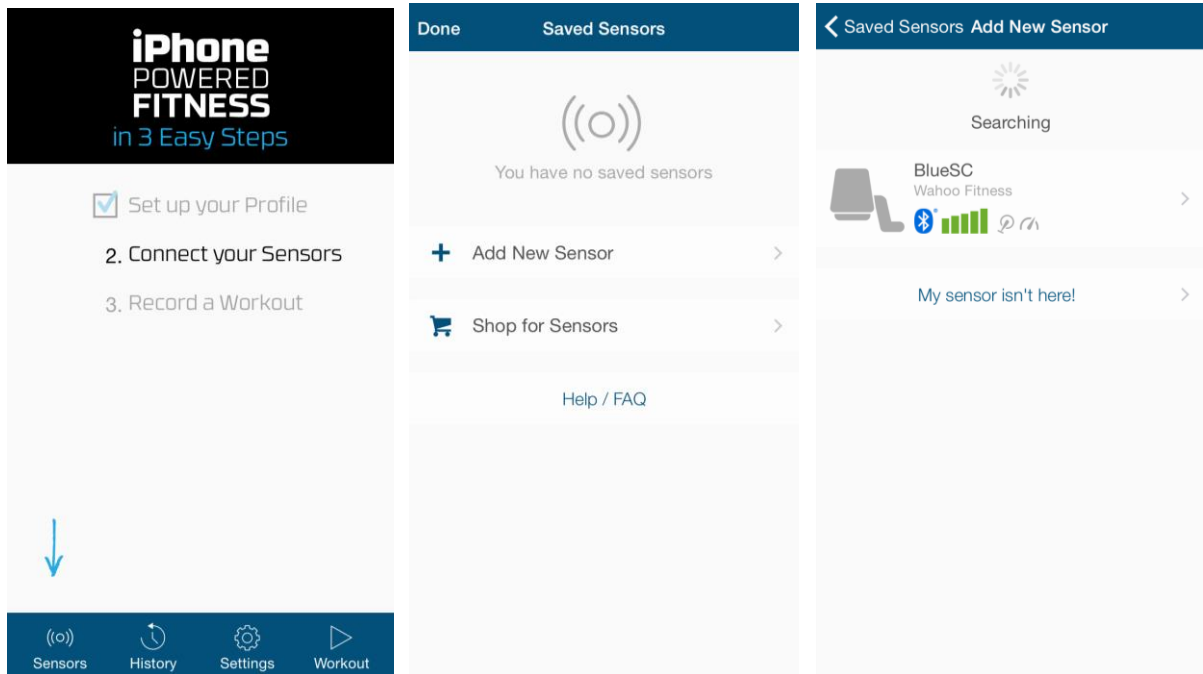 iPhone
POWERED
FITNESS
in 3 Easy Steps
Set up your Profile
2. Connect your Sensors
3. Record a Workout
Sensors History Settings Workout
Done Saved Sensors
You have no saved sensors
Add New Sensor
Shop for Sensors
Help / FAQ
Saved Sensors Add New Sensor
Searching
BlueSC
Wahoo Fitness
My sensor isn't here!